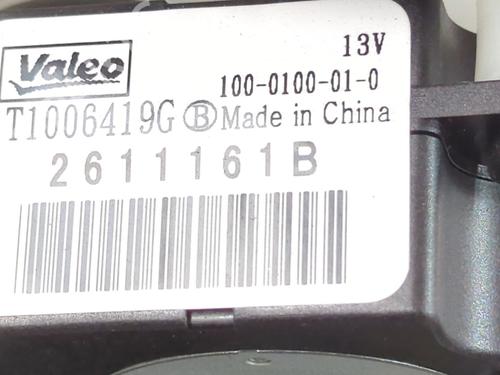 Valeo
13V
100-0100-01-0
T1006419G Ⓑ Made in China
2611161B